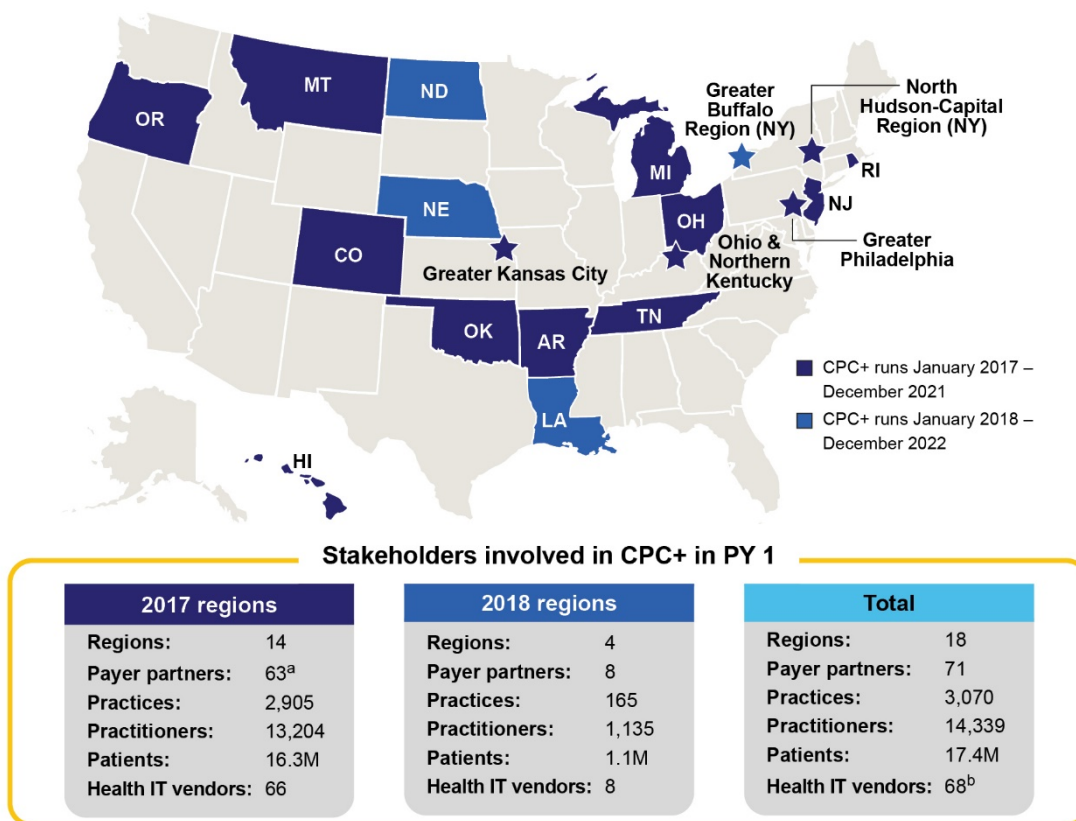 MT
ND
OR
Greater
Buffalo
Region (NY)
North
Hudson-Capital
Region (NY)
MI
RI
NE
NJ
OH
CO
Greater Kansas City
Ohio &
Northern
Kentucky
Greater
Philadelphia
OK
AR
TN
LA
HI
CPC+ runs January 2017 –
December 2021
CPC+ runs January 2018 –
December 2022
Stakeholders involved in CPC+ in PY 1
2017 regions
Regions: 14
Payer partners: 63a
Practices: 2,905
Practitioners: 13,204
Patients: 16.3M
Health IT vendors: 66
2018 regions
Regions: 4
Payer partners: 8
Practices: 165
Practitioners: 1,135
Patients: 1.1M
Health IT vendors: 8
Total
Regions: 18
Payer partners: 71
Practices: 3,070
Practitioners: 14,339
Patients: 17.4M
Health IT vendors: 68b